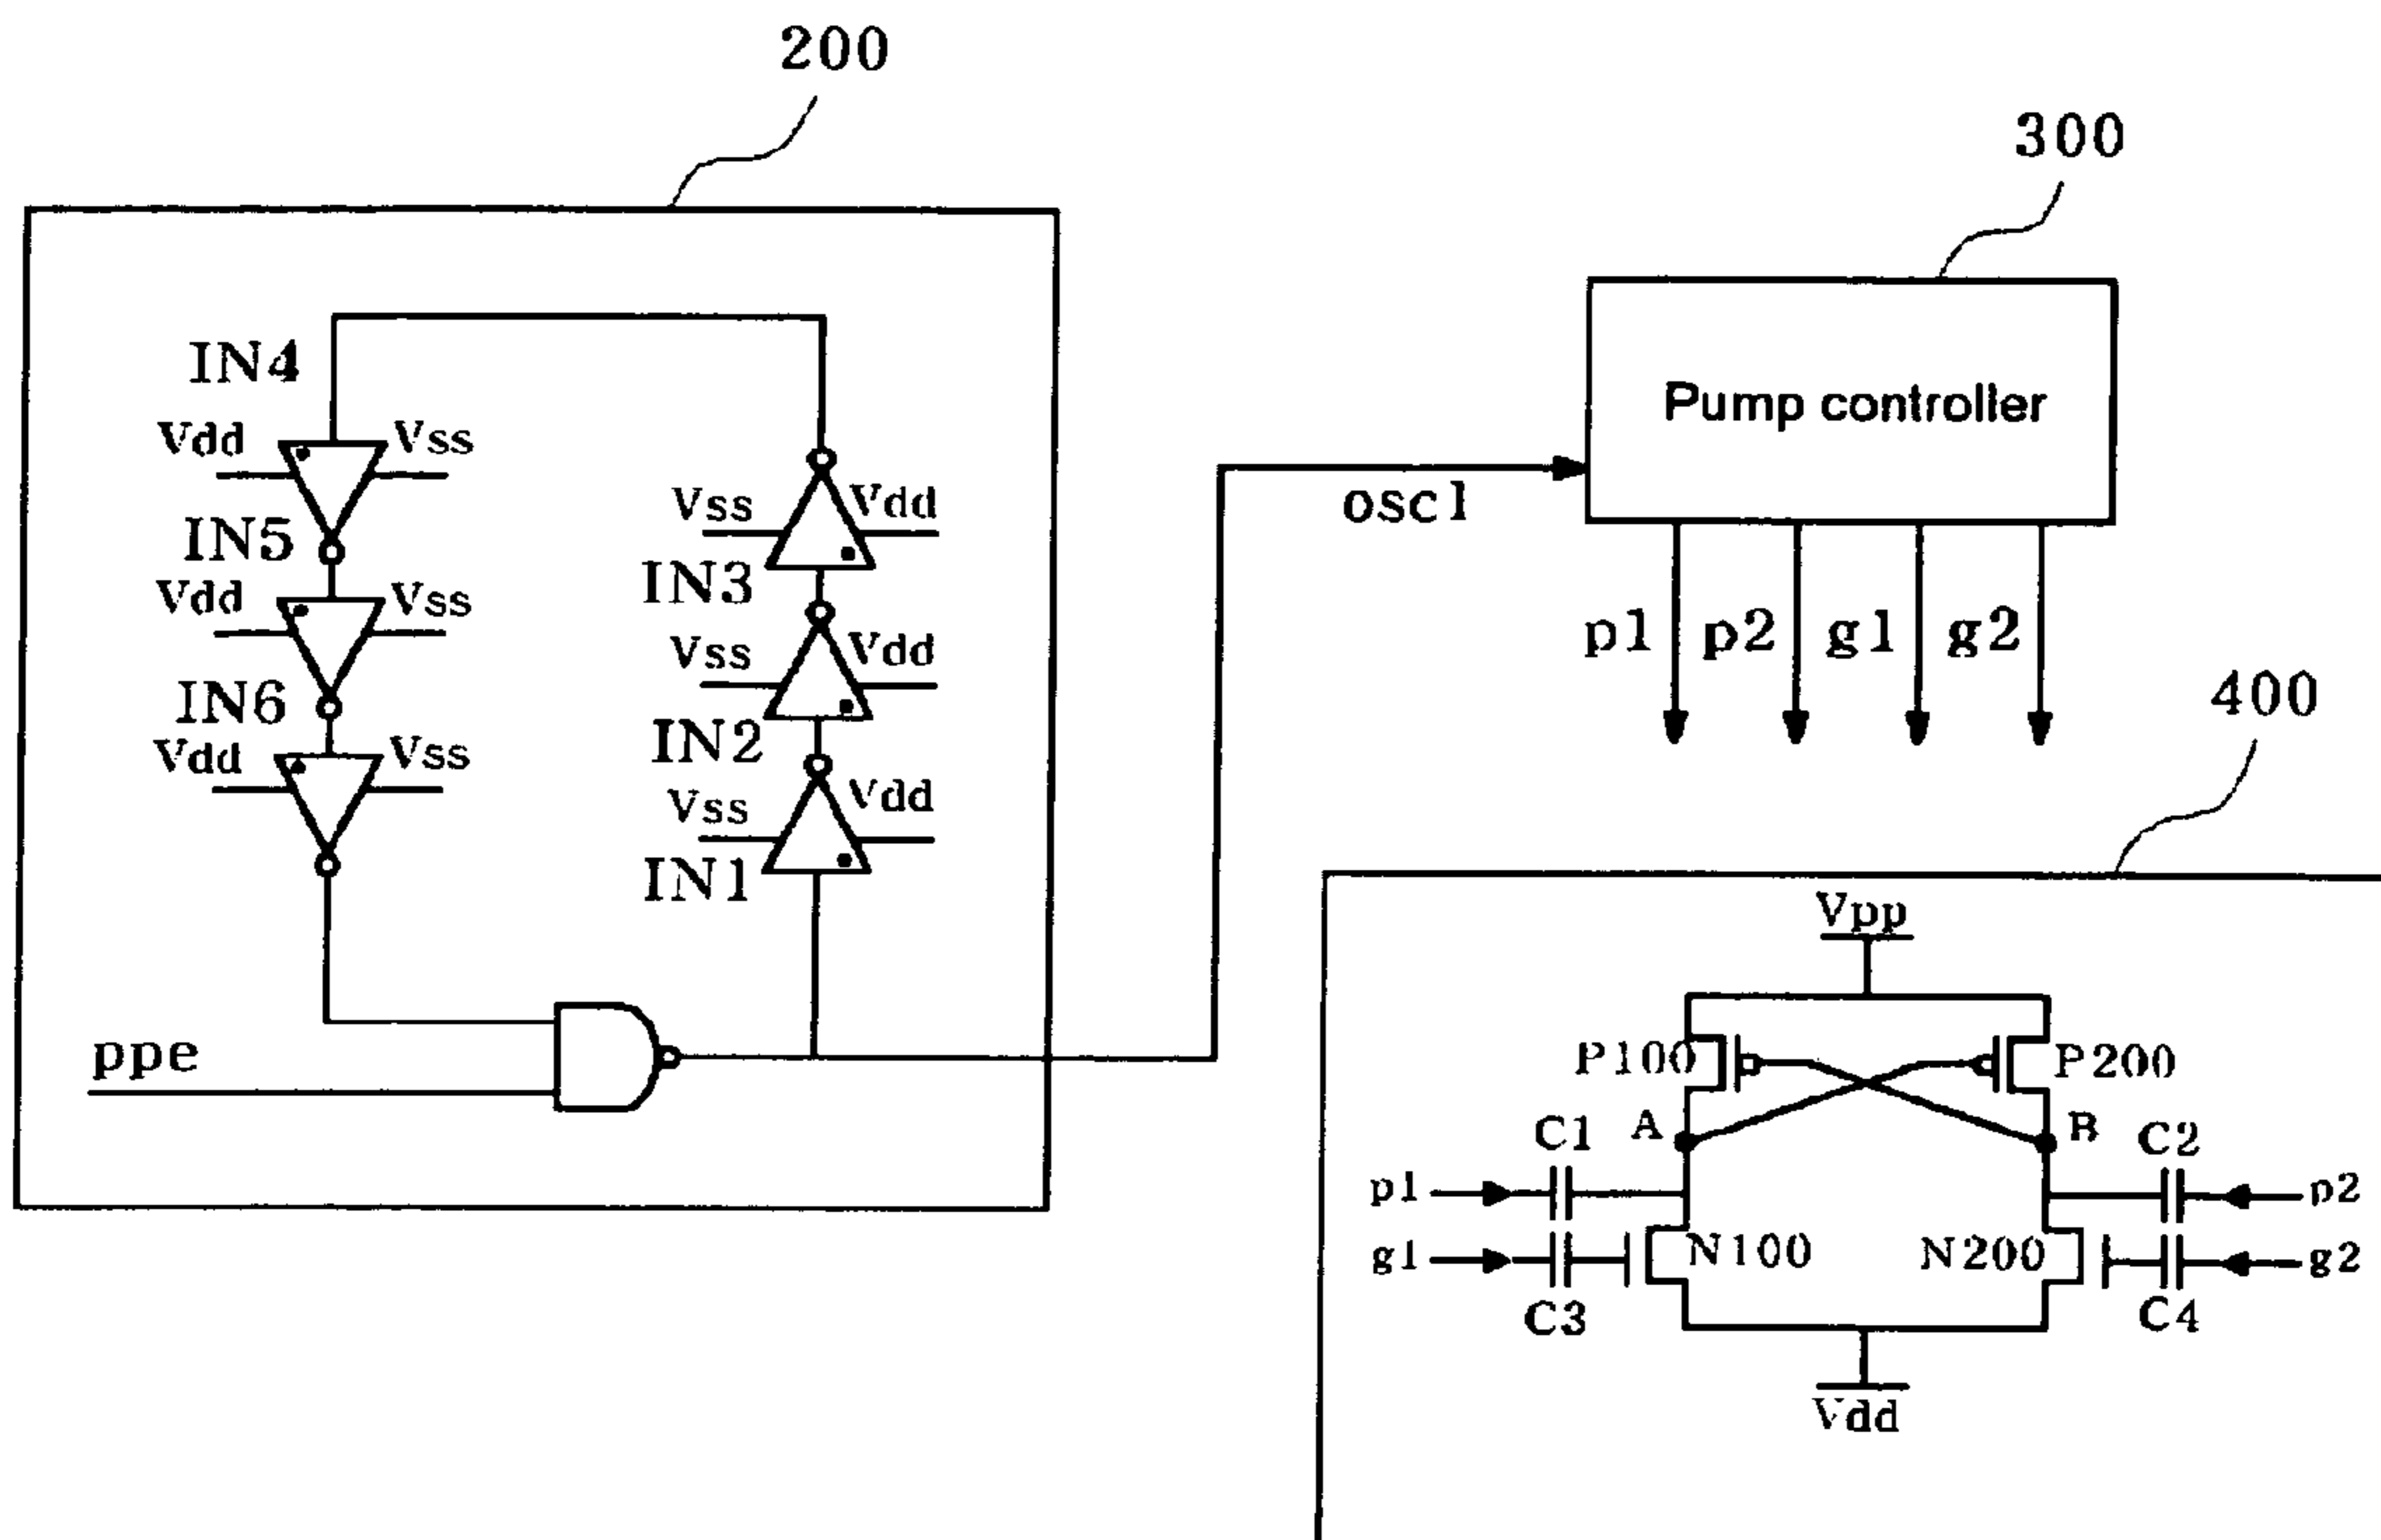 200
300
IN4
Vdd Vss
IN5
Vdd Vss
IN6
Vdd Vss
Vss Vdd
IN3
Vss Vdd
IN2
Vss Vdd
IN1
ppe
osc1
Pump controller
p1 p2 g1 g2
400
Vpp
P100 P200
A B
C1 C2
p1 p2
g1 N100 N200 g2
C3 C4
Vdd